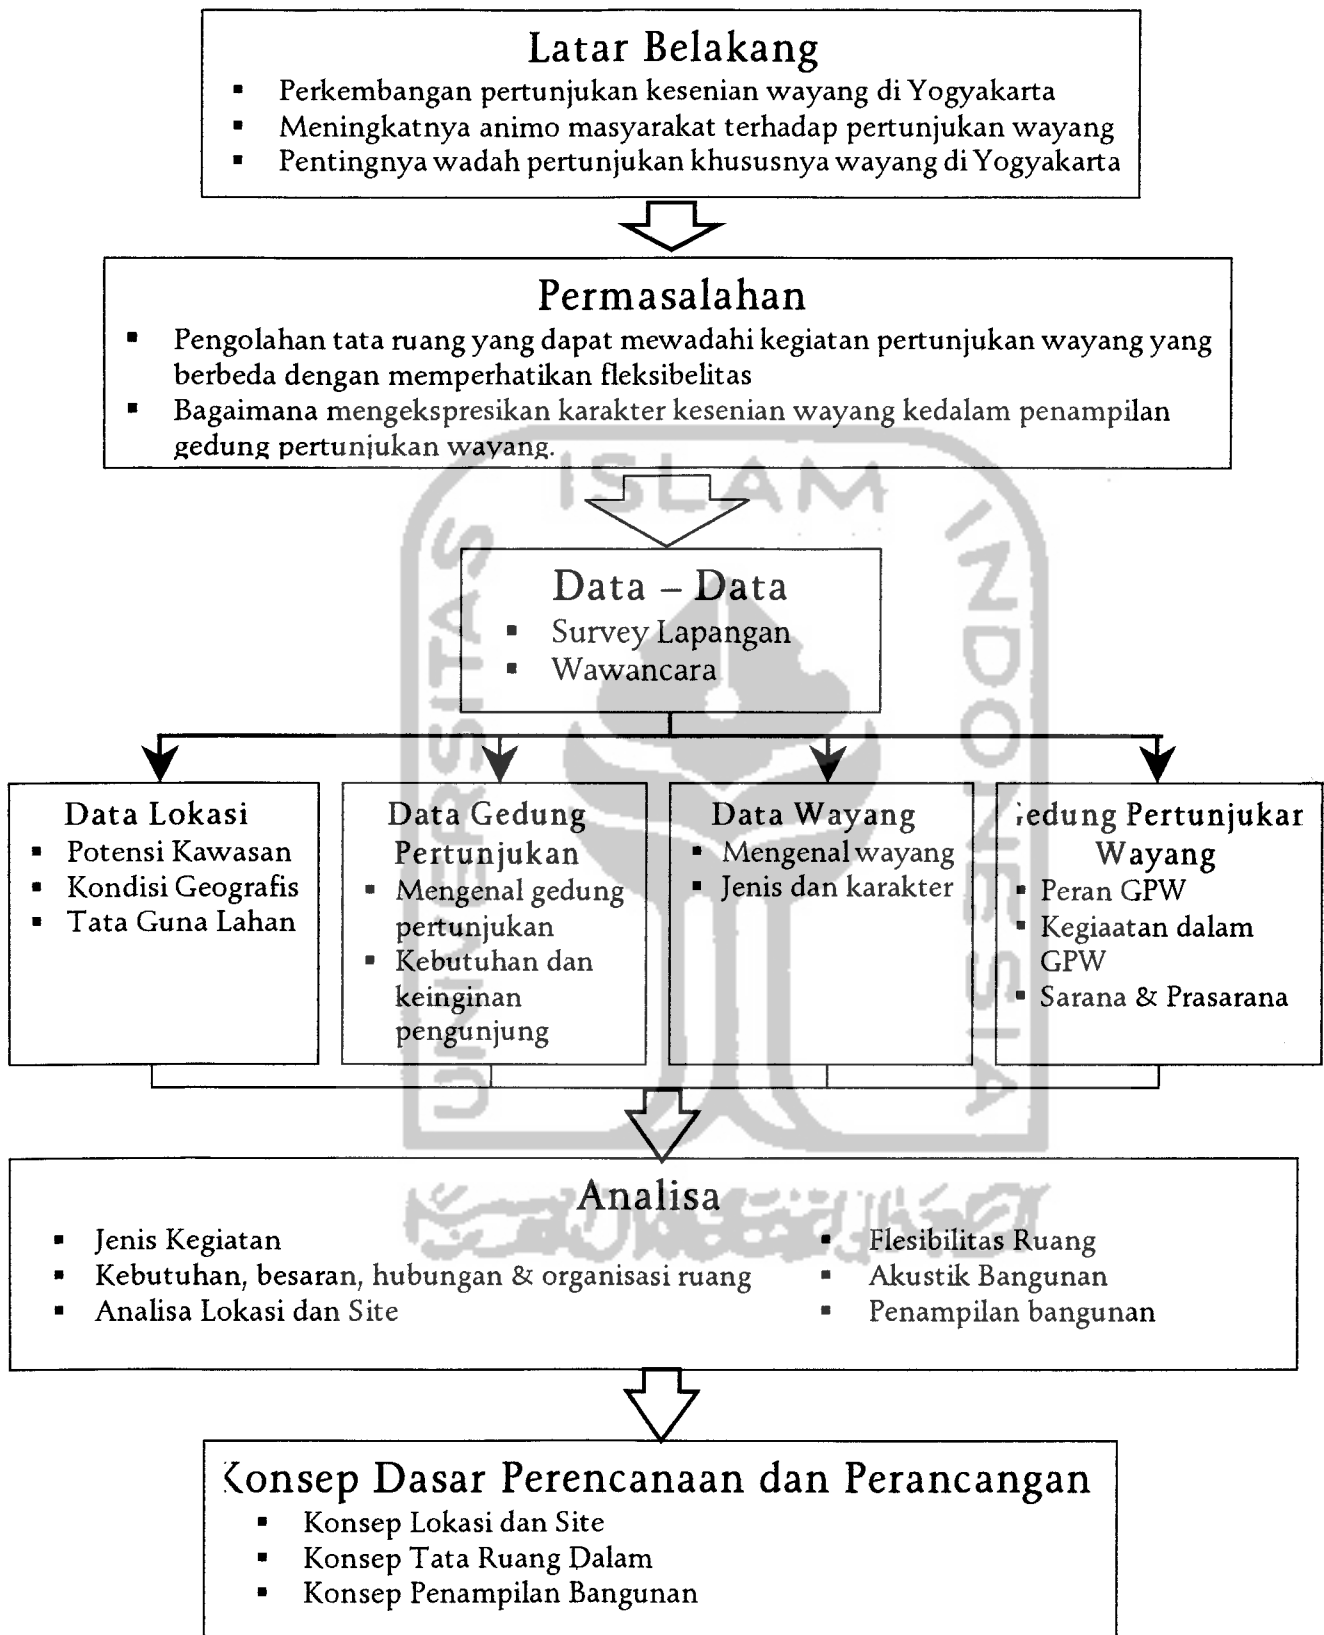 Latar Belakang
▪ Perkembangan pertunjukan kesenian wayang di Yogyakarta
▪ Meningkatnya animo masyarakat terhadap pertunjukan wayang
▪ Pentingnya wadah pertunjukan khususnya wayang di Yogyakarta
Permasalahan
▪ Pengolahan tata ruang yang dapat mewadahi kegiatan pertunjukan wayang yang
berbeda dengan memperhatikan fleksibelitas
▪ Bagaimana mengekspresikan karakter kesenian wayang kedalam penampilan
gedung pertunjukan wayang.
Data – Data
▪ Survey Lapangan
▪ Wawancara
Data Lokasi
▪ Potensi Kawasan
▪ Kondisi Geografis
▪ Tata Guna Lahan
Data Gedung
Pertunjukan
▪ Mengenal gedung
pertunjukan
▪ Kebutuhan dan
keinginan
pengunjung
Data Wayang
▪ Mengenal wayang
▪ Jenis dan karakter
edung Pertunjukar
Wayang
▪ Peran GPW
▪ Kegiaatan dalam
GPW
▪ Sarana & Prasarana
Analisa
▪ Jenis Kegiatan
▪ Kebutuhan, besaran, hubungan & organisasi ruang
▪ Analisa Lokasi dan Site
▪ Flesibilitas Ruang
▪ Akustik Bangunan
▪ Penampilan bangunan
Konsep Dasar Perencanaan dan Perancangan
▪ Konsep Lokasi dan Site
▪ Konsep Tata Ruang Dalam
▪ Konsep Penampilan Bangunan
UNIVERSITAS
ISLAM
INDONESIA